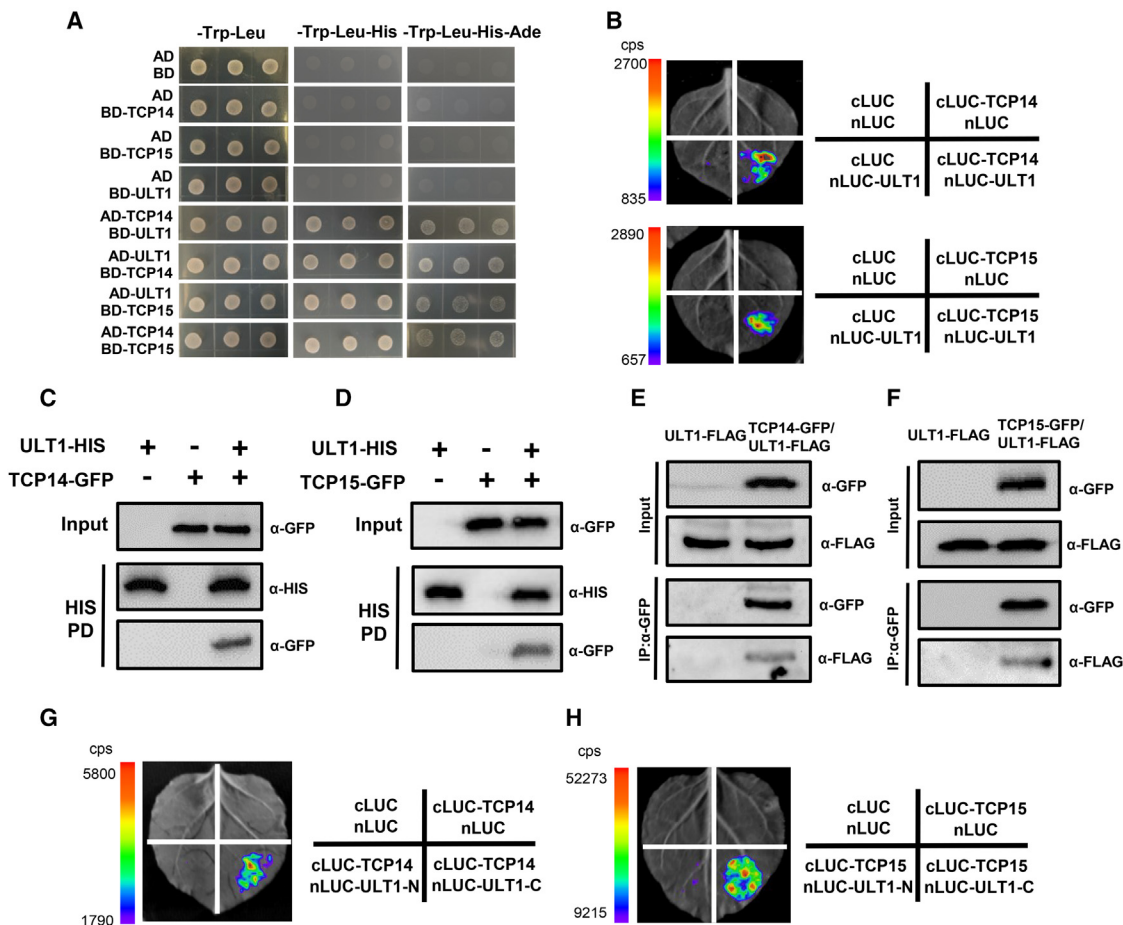 A
-Trp-Leu
-Trp-Leu-His
-Trp-Leu-His-Ade
AD
BD
AD
BD-TCP14
AD
BD-TCP15
AD
BD-ULT1
AD-TCP14
BD-ULT1
AD-ULT1
BD-TCP14
AD-ULT1
BD-TCP15
AD-TCP14
BD-TCP15
B
cps
2700
835
cLUC
nLUC
cLUC-TCP14
nLUC
cLUC
nLUC-ULT1
cLUC-TCP14
nLUC-ULT1
2890
657
cLUC
nLUC
cLUC-TCP15
nLUC
cLUC
nLUC-ULT1
cLUC-TCP15
nLUC-ULT1
C
ULT1-HIS + - +
TCP14-GFP - + +
Input
α-GFP
HIS
PD
α-HIS
α-GFP
D
ULT1-HIS + - +
TCP15-GFP - + +
Input
α-GFP
HIS
PD
α-HIS
α-GFP
E
ULT1-FLAG
TCP14-GFP/
ULT1-FLAG
Input
α-GFP
α-FLAG
IP:α-GFP
α-GFP
α-FLAG
F
ULT1-FLAG
TCP15-GFP/
ULT1-FLAG
Input
α-GFP
α-FLAG
IP:α-GFP
α-GFP
α-FLAG
G
cps
5800
1790
cLUC
nLUC
cLUC-TCP14
nLUC
cLUC-TCP14
nLUC-ULT1-N
cLUC-TCP14
nLUC-ULT1-C
H
cps
52273
9215
cLUC
nLUC
cLUC-TCP15
nLUC
cLUC-TCP15
nLUC-ULT1-N
cLUC-TCP15
nLUC-ULT1-C